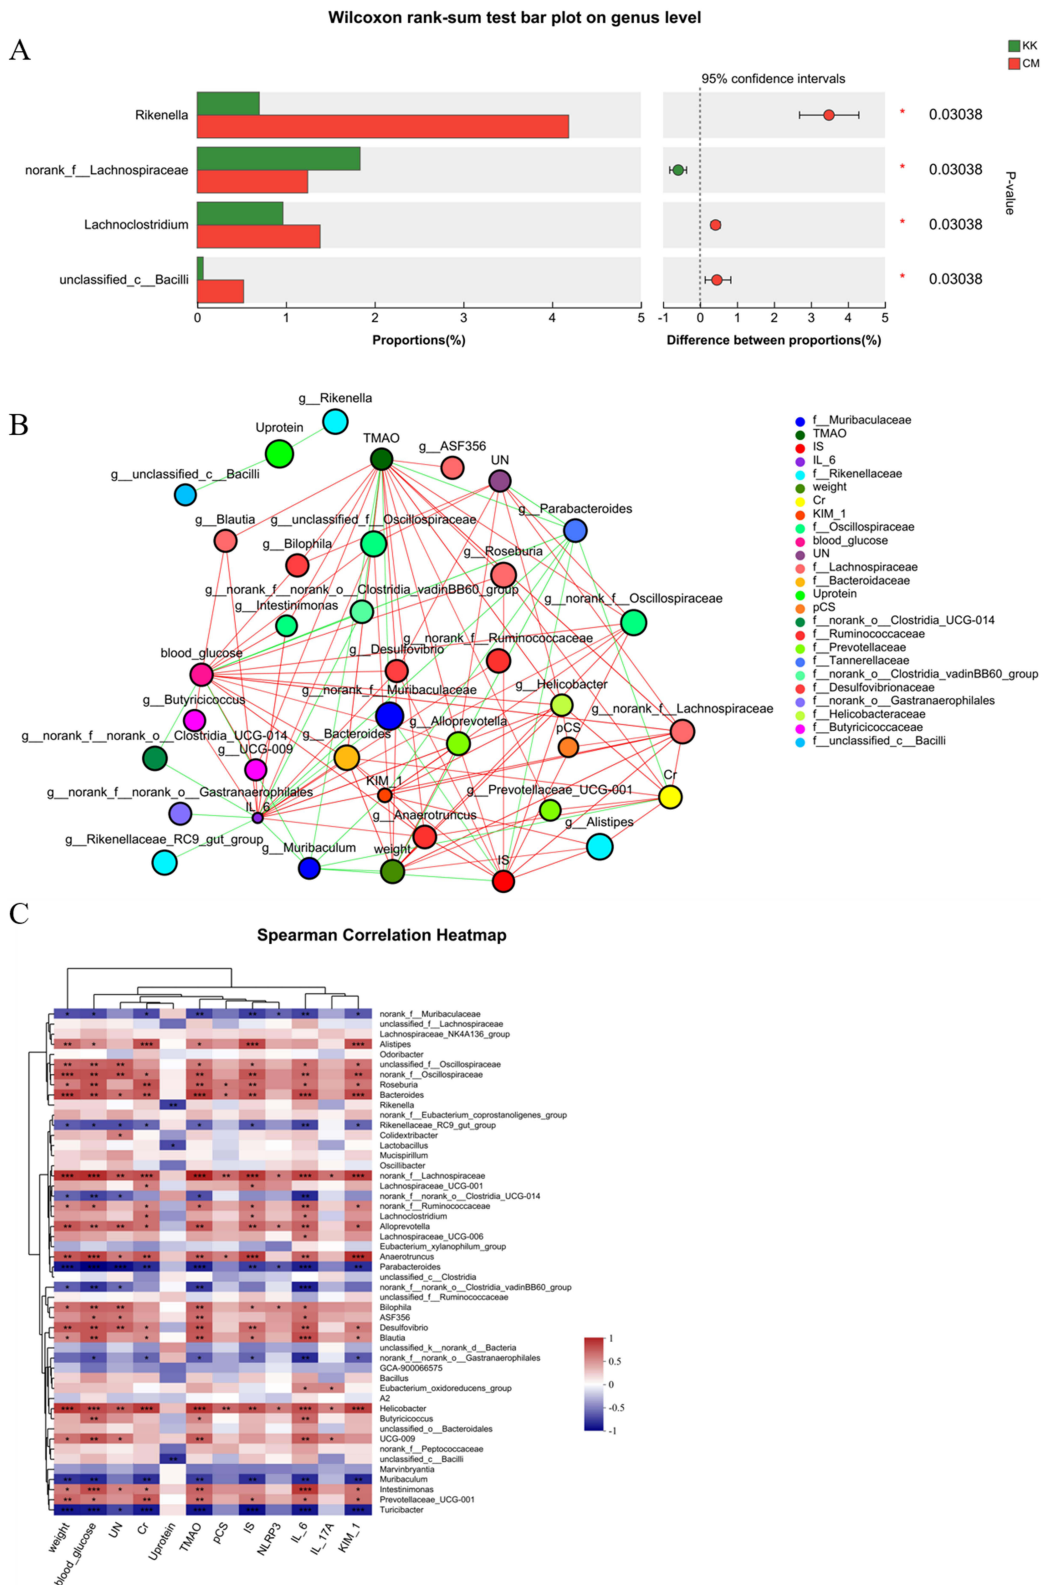 Wilcoxon rank-sum test bar plot on genus level
A
KK
CM
95% confidence intervals
Rikenella
* 0.03038
norank_f__Lachnospiraceae
* 0.03038
Lachnoclostridium
* 0.03038
unclassified_c__Bacilli
* 0.03038
P-value
0 1 2 3 4 5
-1 0 1 2 3 4 5
Proportions(%)
Difference between proportions(%)
B
g__Rikenella
Uprotein
TMAO
g__ASF356
UN
g__unclassified_c__Bacilli
g__Parabacteroides
g__Blautia
g__unclassified_f__Oscillospiraceae
g__Bilophila
g__Roseburia
g__norank_f__norank_o__Clostridia_vadinBB60_group
g__Intestinimonas
g__norank_f__Oscillospiraceae
g__norank_f__Ruminococcaceae
blood_glucose
g__Desulfovibrio
g__norank_f__Muribaculaceae
g__Helicobacter
g__Butyricicoccus
g__norank_f__Lachnospiraceae
g__Alloprevotella
pCS
g__norank_f__norank_o__Clostridia_UCG-014
g__Bacteroides
g__UCG-009
KIM_1
Cr
g__norank_f__norank_o__Gastranaerophilales
g__Prevotellaceae_UCG-001
IL_6
g__Anaerotruncus
g__Alistipes
g__Rikenellaceae_RC9_gut_group
g__Muribaculum
weight
IS
f__Muribaculaceae
TMAO
IS
IL_6
f__Rikenellaceae
weight
Cr
KIM_1
f__Oscillospiraceae
blood_glucose
UN
f__Lachnospiraceae
f__Bacteroidaceae
Uprotein
pCS
f__norank_o__Clostridia_UCG-014
f__Ruminococcaceae
f__Prevotellaceae
f__Tannerellaceae
f__norank_o__Clostridia_vadinBB60_group
f__Desulfovibrionaceae
f__norank_o__Gastranaerophilales
f__Helicobacteraceae
f__Butyricicoccaceae
f__unclassified_c__Bacilli
C
Spearman Correlation Heatmap
norank_f__Muribaculaceae
unclassified_f__Lachnospiraceae
Lachnospiraceae_NK4A136_group
Alistipes
Odoribacter
unclassified_f__Oscillospiraceae
norank_f__Oscillospiraceae
Roseburia
Bacteroides
Rikenella
norank_f__Eubacterium_coprostanoligenes_group
Rikenellaceae_RC9_gut_group
Colidextribacter
Lactobacillus
Mucispirillum
Oscillibacter
norank_f__Lachnospiraceae
Lachnospiraceae_UCG-001
norank_f__norank_o__Clostridia_UCG-014
norank_f__Ruminococcaceae
Lachnoclostridium
Alloprevotella
Lachnospiraceae_UCG-006
Eubacterium_xylanophilum_group
Anaerotruncus
Parabacteroides
unclassified_c__Clostridia
norank_f__norank_o__Clostridia_vadinBB60_group
unclassified_f__Ruminococcaceae
Bilophila
ASF356
Desulfovibrio
Blautia
unclassified_k__norank_d__Bacteria
norank_f__norank_o__Gastranaerophilales
GCA-900066575
Bacillus
Eubacterium_oxidoreducens_group
A2
Helicobacter
Butyricicoccus
unclassified_o__Bacteroidales
UCG-009
norank_f__Peptococcaceae
unclassified_c__Bacilli
Marvinbryantia
Muribaculum
Intestinimonas
Prevotellaceae_UCG-001
Turicibacter
1
0.5
0
-0.5
-1
weight
blood_glucose
UN
Cr
Uprotein
TMAO
pCS
IS
NLRP3
IL_6
IL_17A
KIM_1